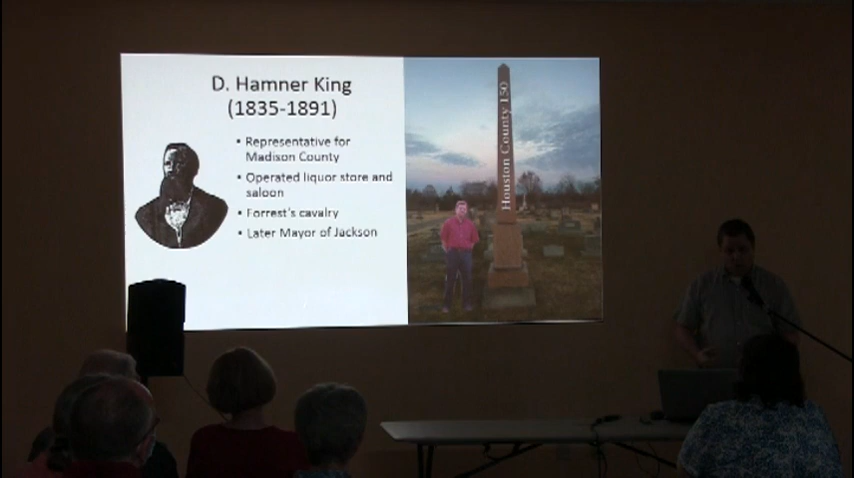 D. Hamner King
(1835-1891)
• Representative for
Madison County
• Operated liquor store and
saloon
• Forrest's cavalry
• Later Mayor of Jackson
Houston County 150